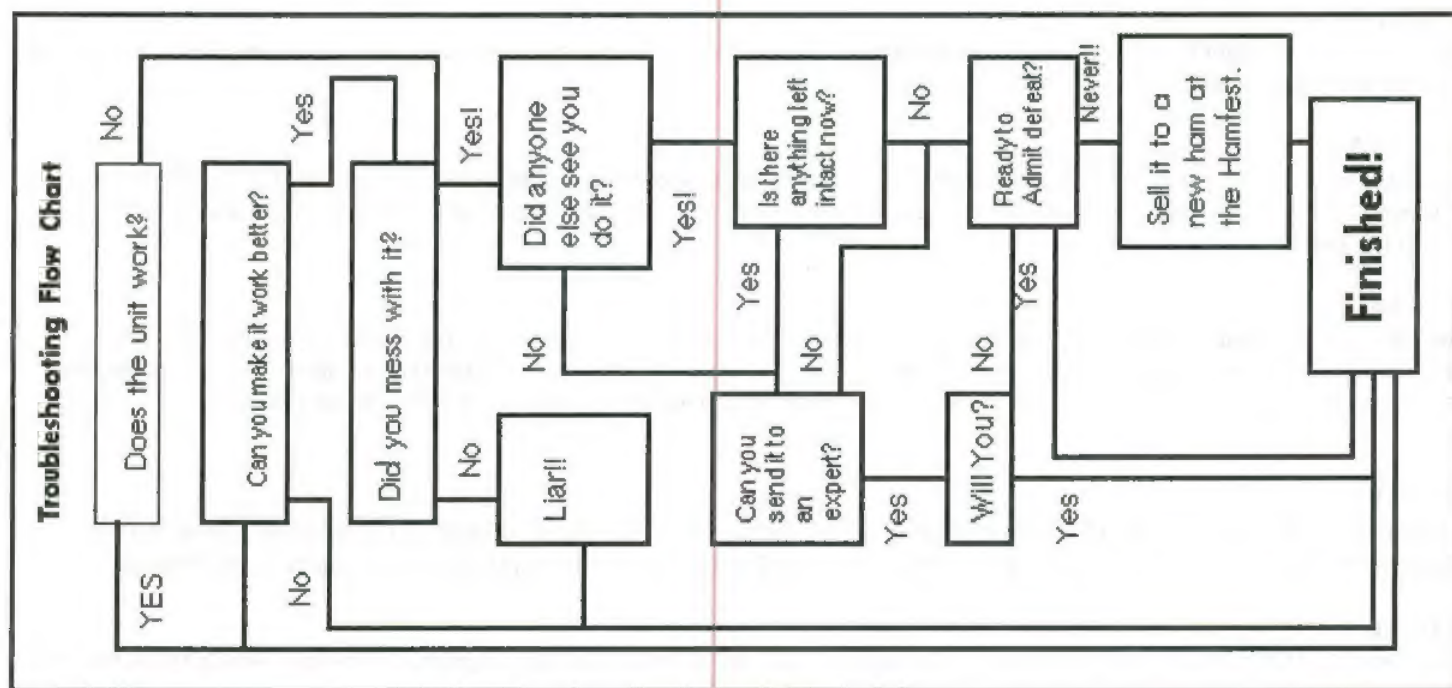 Troubleshooting Flow Chart
Does the unit work?
YES
No
Can you make it work better?
No
Yes
Did you mess with it?
No
Yes!
Liar!!
Did anyone
else see you
do it?
No
Yes!
Is there
anything left
intact now?
Yes
No
Can you
send it to
an
expert?
No
Yes
Will You?
No
Yes
Ready to
Admit defeat?
Yes
Never!!
Sell it to a
new ham at
the Hamfest.
Finished!